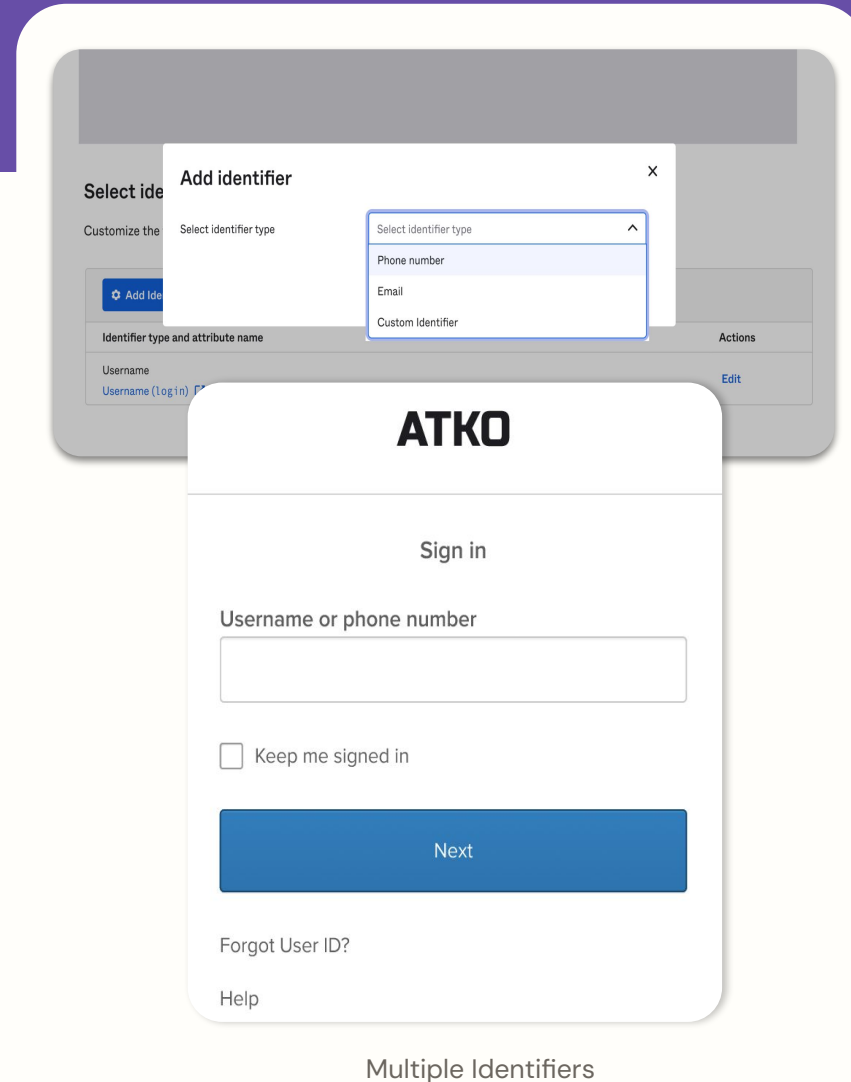 Add identifier
X
Select ide
Customize the
Select identifier type
Select identifier type
Phone number
Email
Custom Identifier
Add Ide
Identifier type and attribute name
Actions
Username
Username (login)
Edit
ATKO
Sign in
Username or phone number
Keep me signed in
Next
Forgot User ID?
Help
Multiple Identifiers